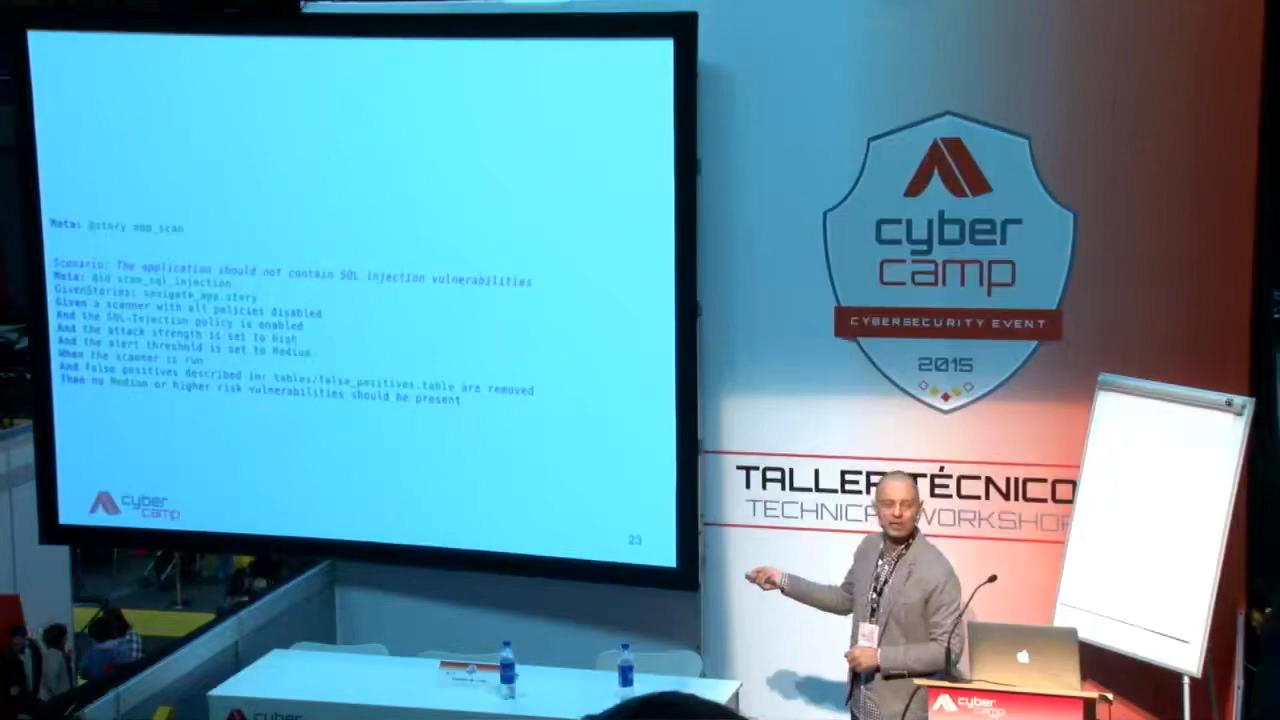 Meta: @story app_scan
Scenario: The application should not contain SQL injection vulnerabilities
Meta: @id scan_sql_injection
GivenStories: navigate_app.story
Given a scanner with all policies disabled
And the SQL-Injection policy is enabled
And the attack strength is set to High
And the alert threshold is set to Medium
When the scanner is run
And false positives described in: tables/false_positives.table are removed
Then no Medium or higher risk vulnerabilities should be present
cyber
camp
23
cyber
camp
CYBERSECURITY EVENT
2015
TALLER TÉCNICO
TECHNICAL WORKSHOP
cyber
cyber
camp